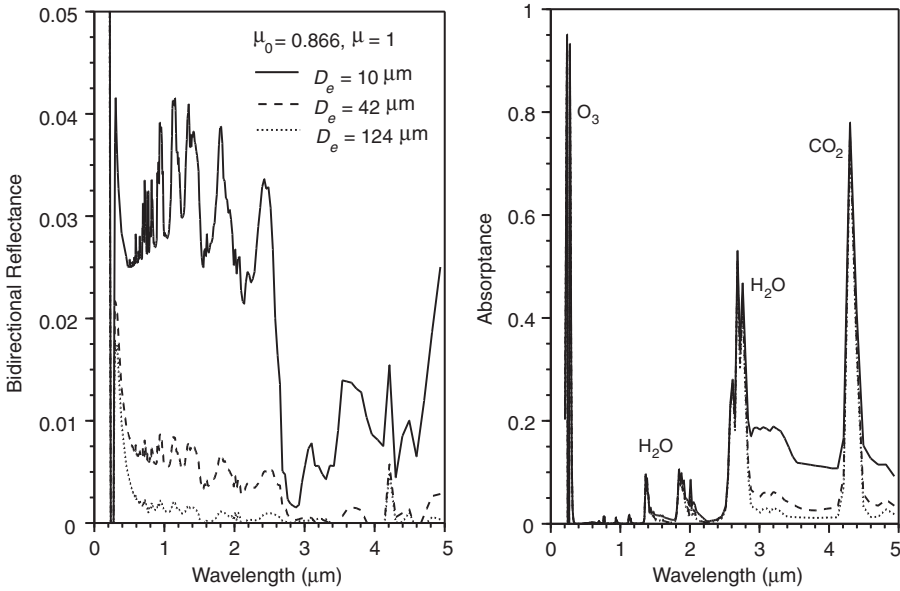 μ0 = 0.866, μ = 1
De = 10 μm
De = 42 μm
De = 124 μm
Bidirectional Reflectance
0.05
0.04
0.03
0.02
0.01
0
0 1 2 3 4 5
Wavelength (μm)
Absorptance
1
0.8
0.6
0.4
0.2
0
O3
CO2
H2O
H2O
0 1 2 3 4 5
Wavelength (μm)